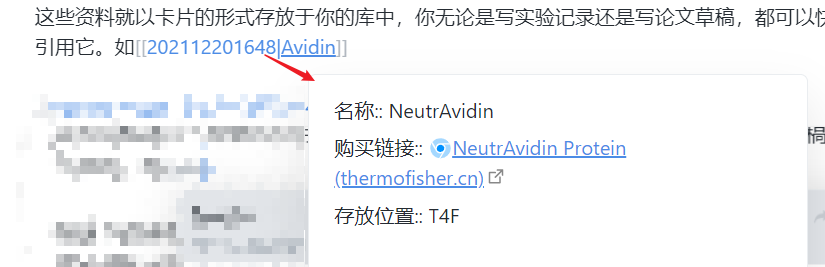 这些资料就以卡片的形式存放于你的库中，你无论是写实验记录还是写论文草稿，都可以
引用它。如[[202112201648|Avidin]]
名称:: NeutrAvidin
购买链接:: NeutrAvidin Protein
(thermofisher.cn)
存放位置:: T4F